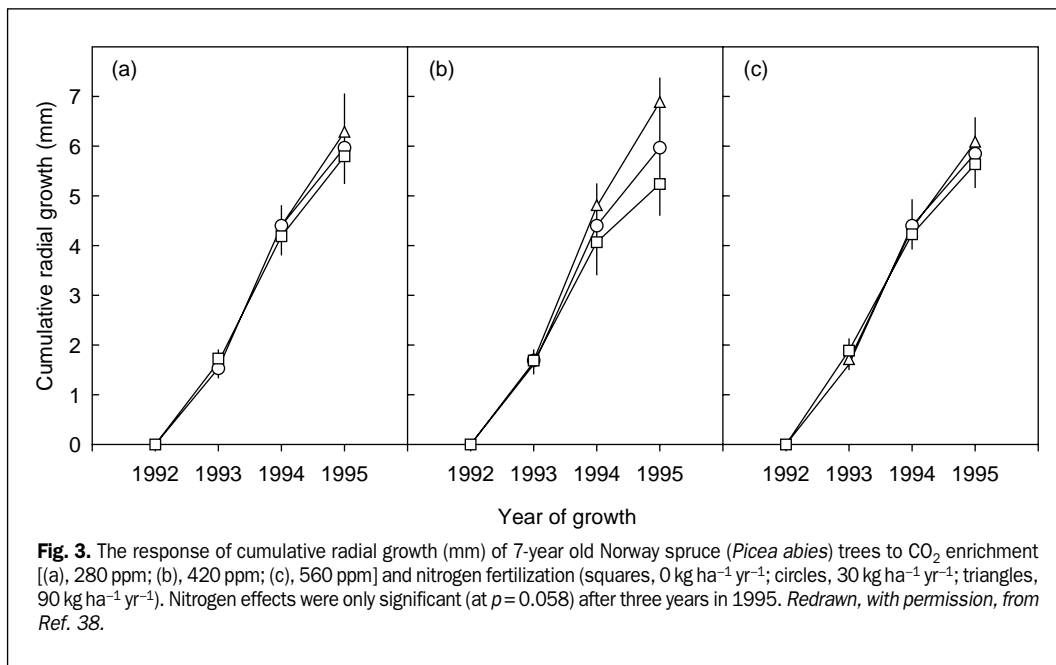 (a)
(b)
(c)
7
6
5
4
3
2
1
0
Cumulative radial growth (mm)
1992 1993 1994 1995
1992 1993 1994 1995
1992 1993 1994 1995
Year of growth
Fig. 3. The response of cumulative radial growth (mm) of 7-year old Norway spruce (Picea abies) trees to CO₂ enrichment
[(a), 280 ppm; (b), 420 ppm; (c), 560 ppm] and nitrogen fertilization (squares, 0 kg ha⁻¹ yr⁻¹; circles, 30 kg ha⁻¹ yr⁻¹; triangles,
90 kg ha⁻¹ yr⁻¹). Nitrogen effects were only significant (at p = 0.058) after three years in 1995. Redrawn, with permission, from
Ref. 38.